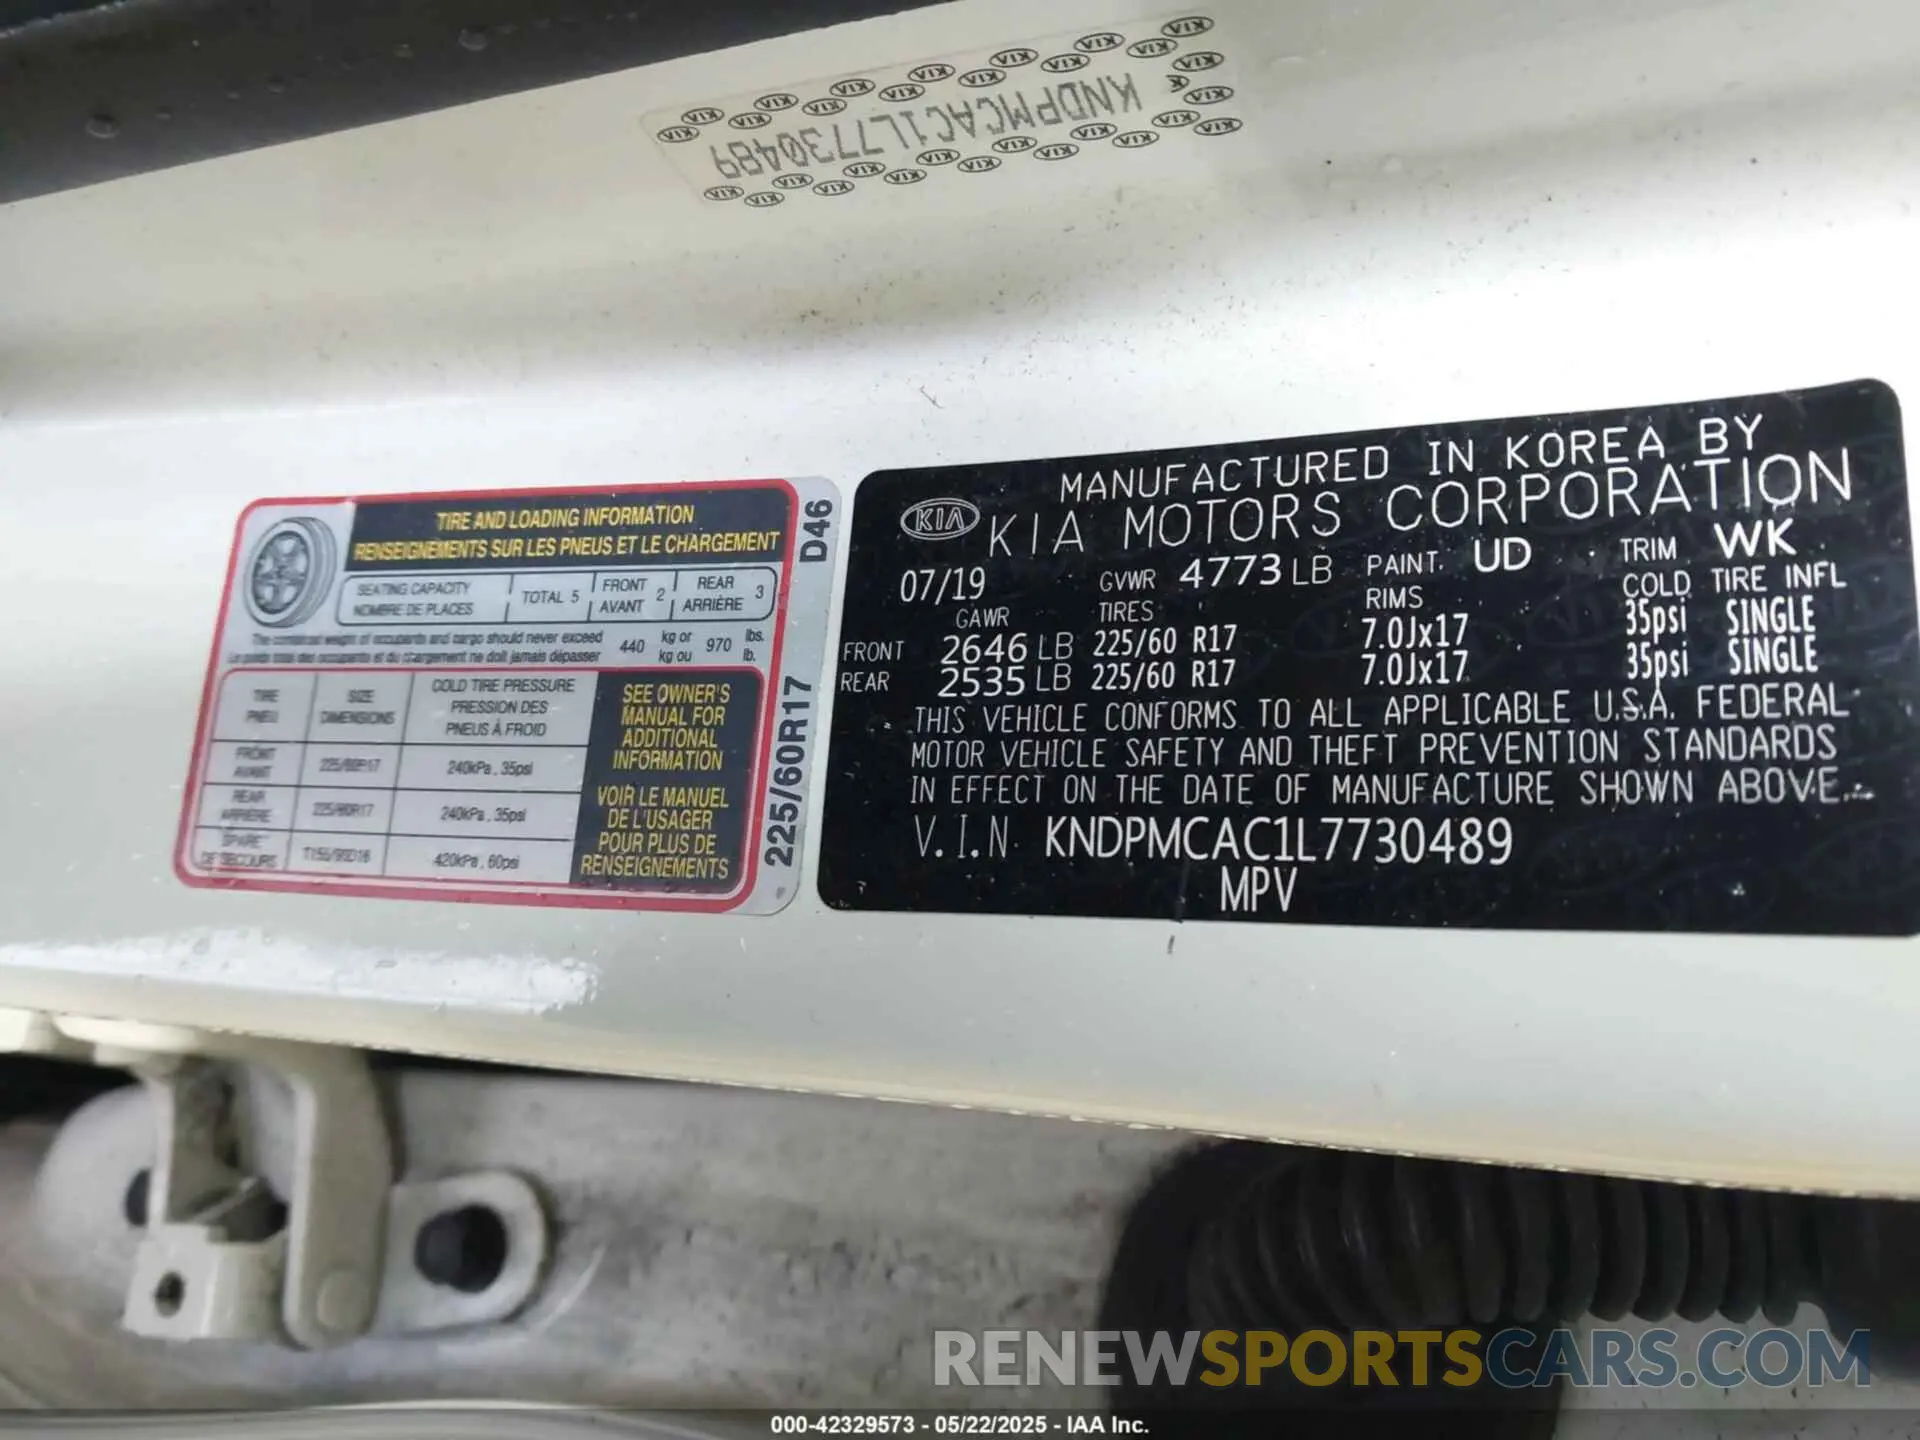 KNDPMCAC1L7730489
TIRE AND LOADING INFORMATION
RENSEIGNEMENTS SUR LES PNEUS ET LE CHARGEMENT
SEATING CAPACITY
NOMBRE DE PLACES
TOTAL 5
FRONT
AVANT
2
REAR
ARRIÈRE
3
The combined weight of occupants and cargo should never exceed
Le poids total des occupants et du chargement ne doit jamais dépasser
440
kg or
kg ou
970
lbs.
lb.
TIRE
PNEU
SIZE
DIMENSIONS
COLD TIRE PRESSURE
PRESSION DES
PNEUS À FROID
FRONT
AVANT
225/60R17
240kPa, 35psi
REAR
ARRIÈRE
225/60R17
240kPa, 35psi
SPARE
DE SECOURS
T155/90D16
420kPa, 60psi
SEE OWNER'S
MANUAL FOR
ADDITIONAL
INFORMATION
VOIR LE MANUEL
DE L'USAGER
POUR PLUS DE
RENSEIGNEMENTS
225/60R17 D46
MANUFACTURED IN KOREA BY
KIA KIA MOTORS CORPORATION
07/19 GVWR 4773 LB PAINT UD TRIM WK
GAWR TIRES RIMS COLD TIRE INFL
FRONT 2646 LB 225/60 R17 7.0Jx17 35psi SINGLE
REAR 2535 LB 225/60 R17 7.0Jx17 35psi SINGLE
THIS VEHICLE CONFORMS TO ALL APPLICABLE U.S.A. FEDERAL
MOTOR VEHICLE SAFETY AND THEFT PREVENTION STANDARDS
IN EFFECT ON THE DATE OF MANUFACTURE SHOWN ABOVE.
V.I.N KNDPMCAC1L7730489
MPV
RENEWSPORTSCARS.COM
000-42329573 - 05/22/2025 - IAA Inc.